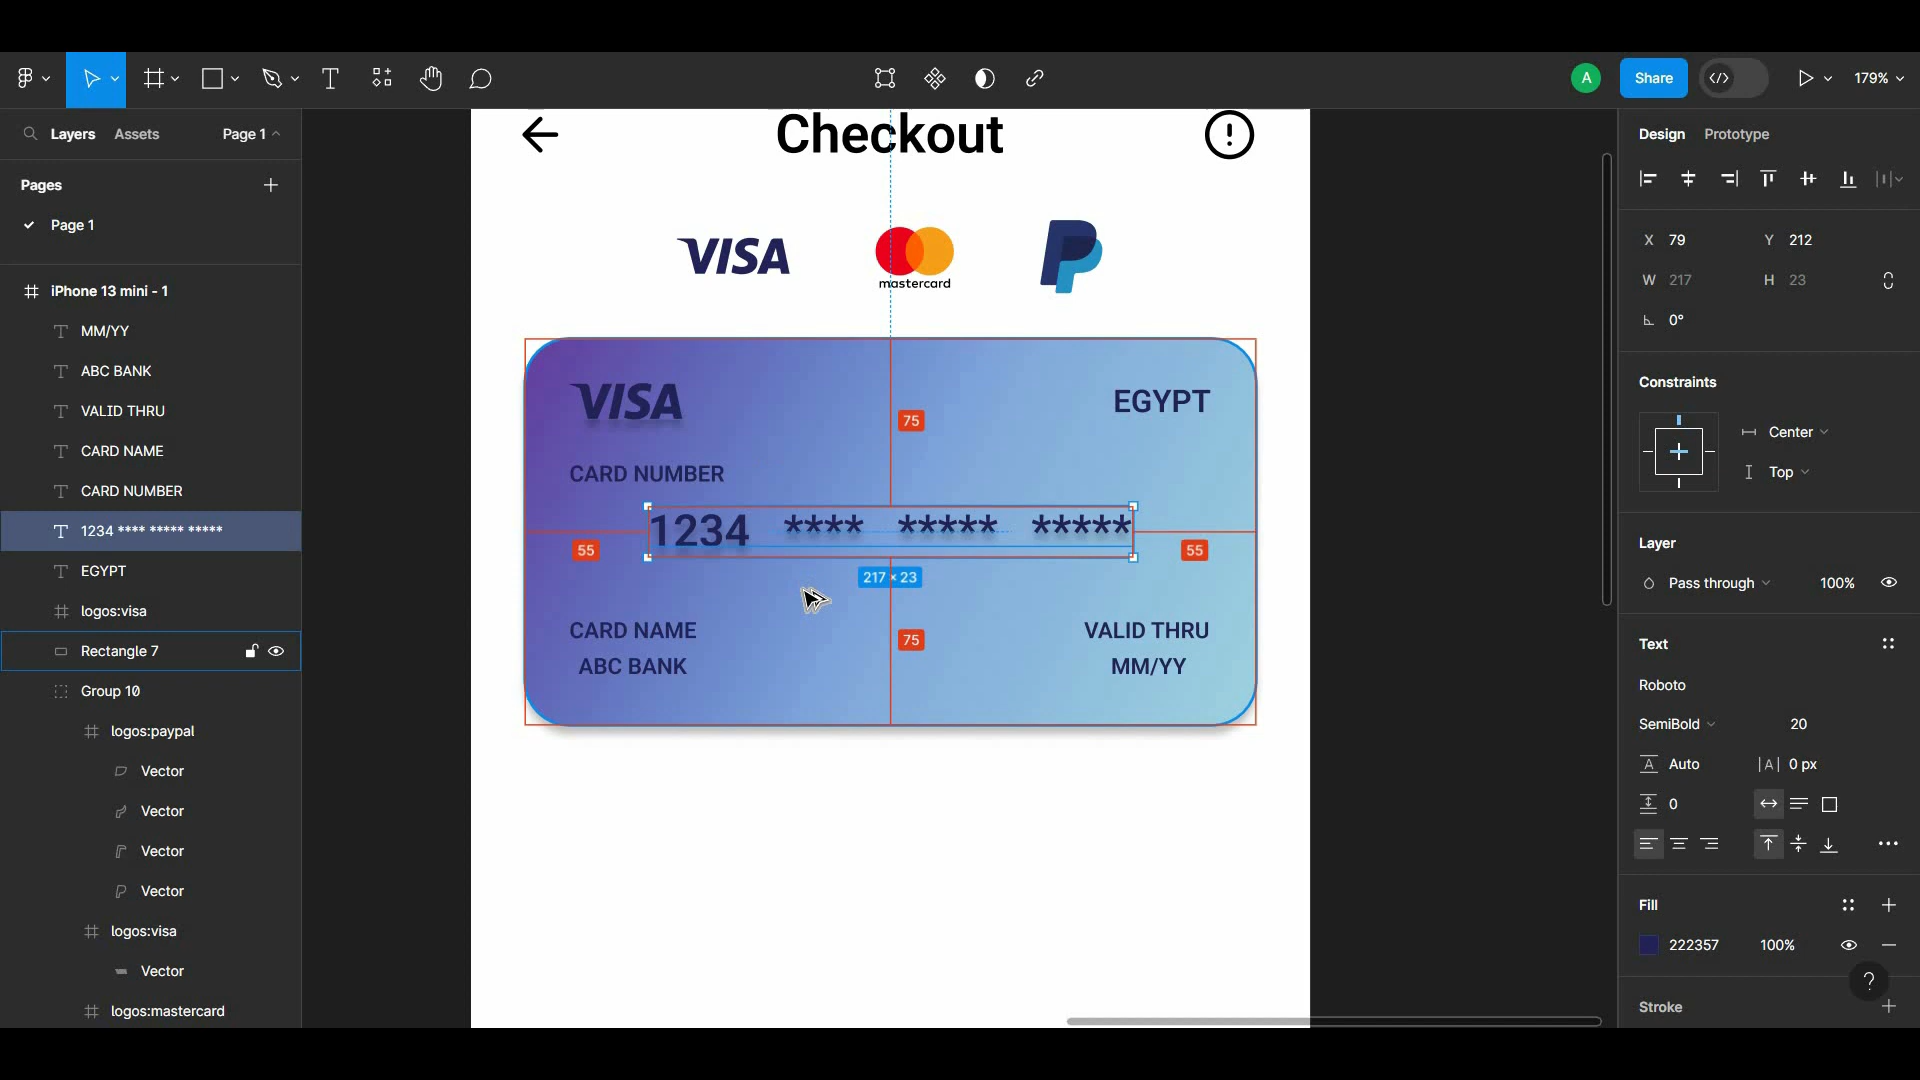 A
Share
179%
Layers
Assets
Page 1
Pages
Page 1
iPhone 13 mini - 1
MM/YY
ABC BANK
VALID THRU
CARD NAME
CARD NUMBER
1234 **** ***** *****
EGYPT
logos:visa
Rectangle 7
Group 10
logos:paypal
Vector
Vector
Vector
Vector
logos:visa
Vector
logos:mastercard
Checkout
VISA
mastercard
VISA
EGYPT
75
CARD NUMBER
1234 **** ***** *****
55
55
217 × 23
CARD NAME
75
VALID THRU
ABC BANK
MM/YY
Design
Prototype
X 79
Y 212
W 217
H 23
0°
Constraints
Center
Top
Layer
Pass through
100%
Text
Roboto
SemiBold
20
A Auto
|A| 0 px
0
Fill
222357
100%
?
Stroke